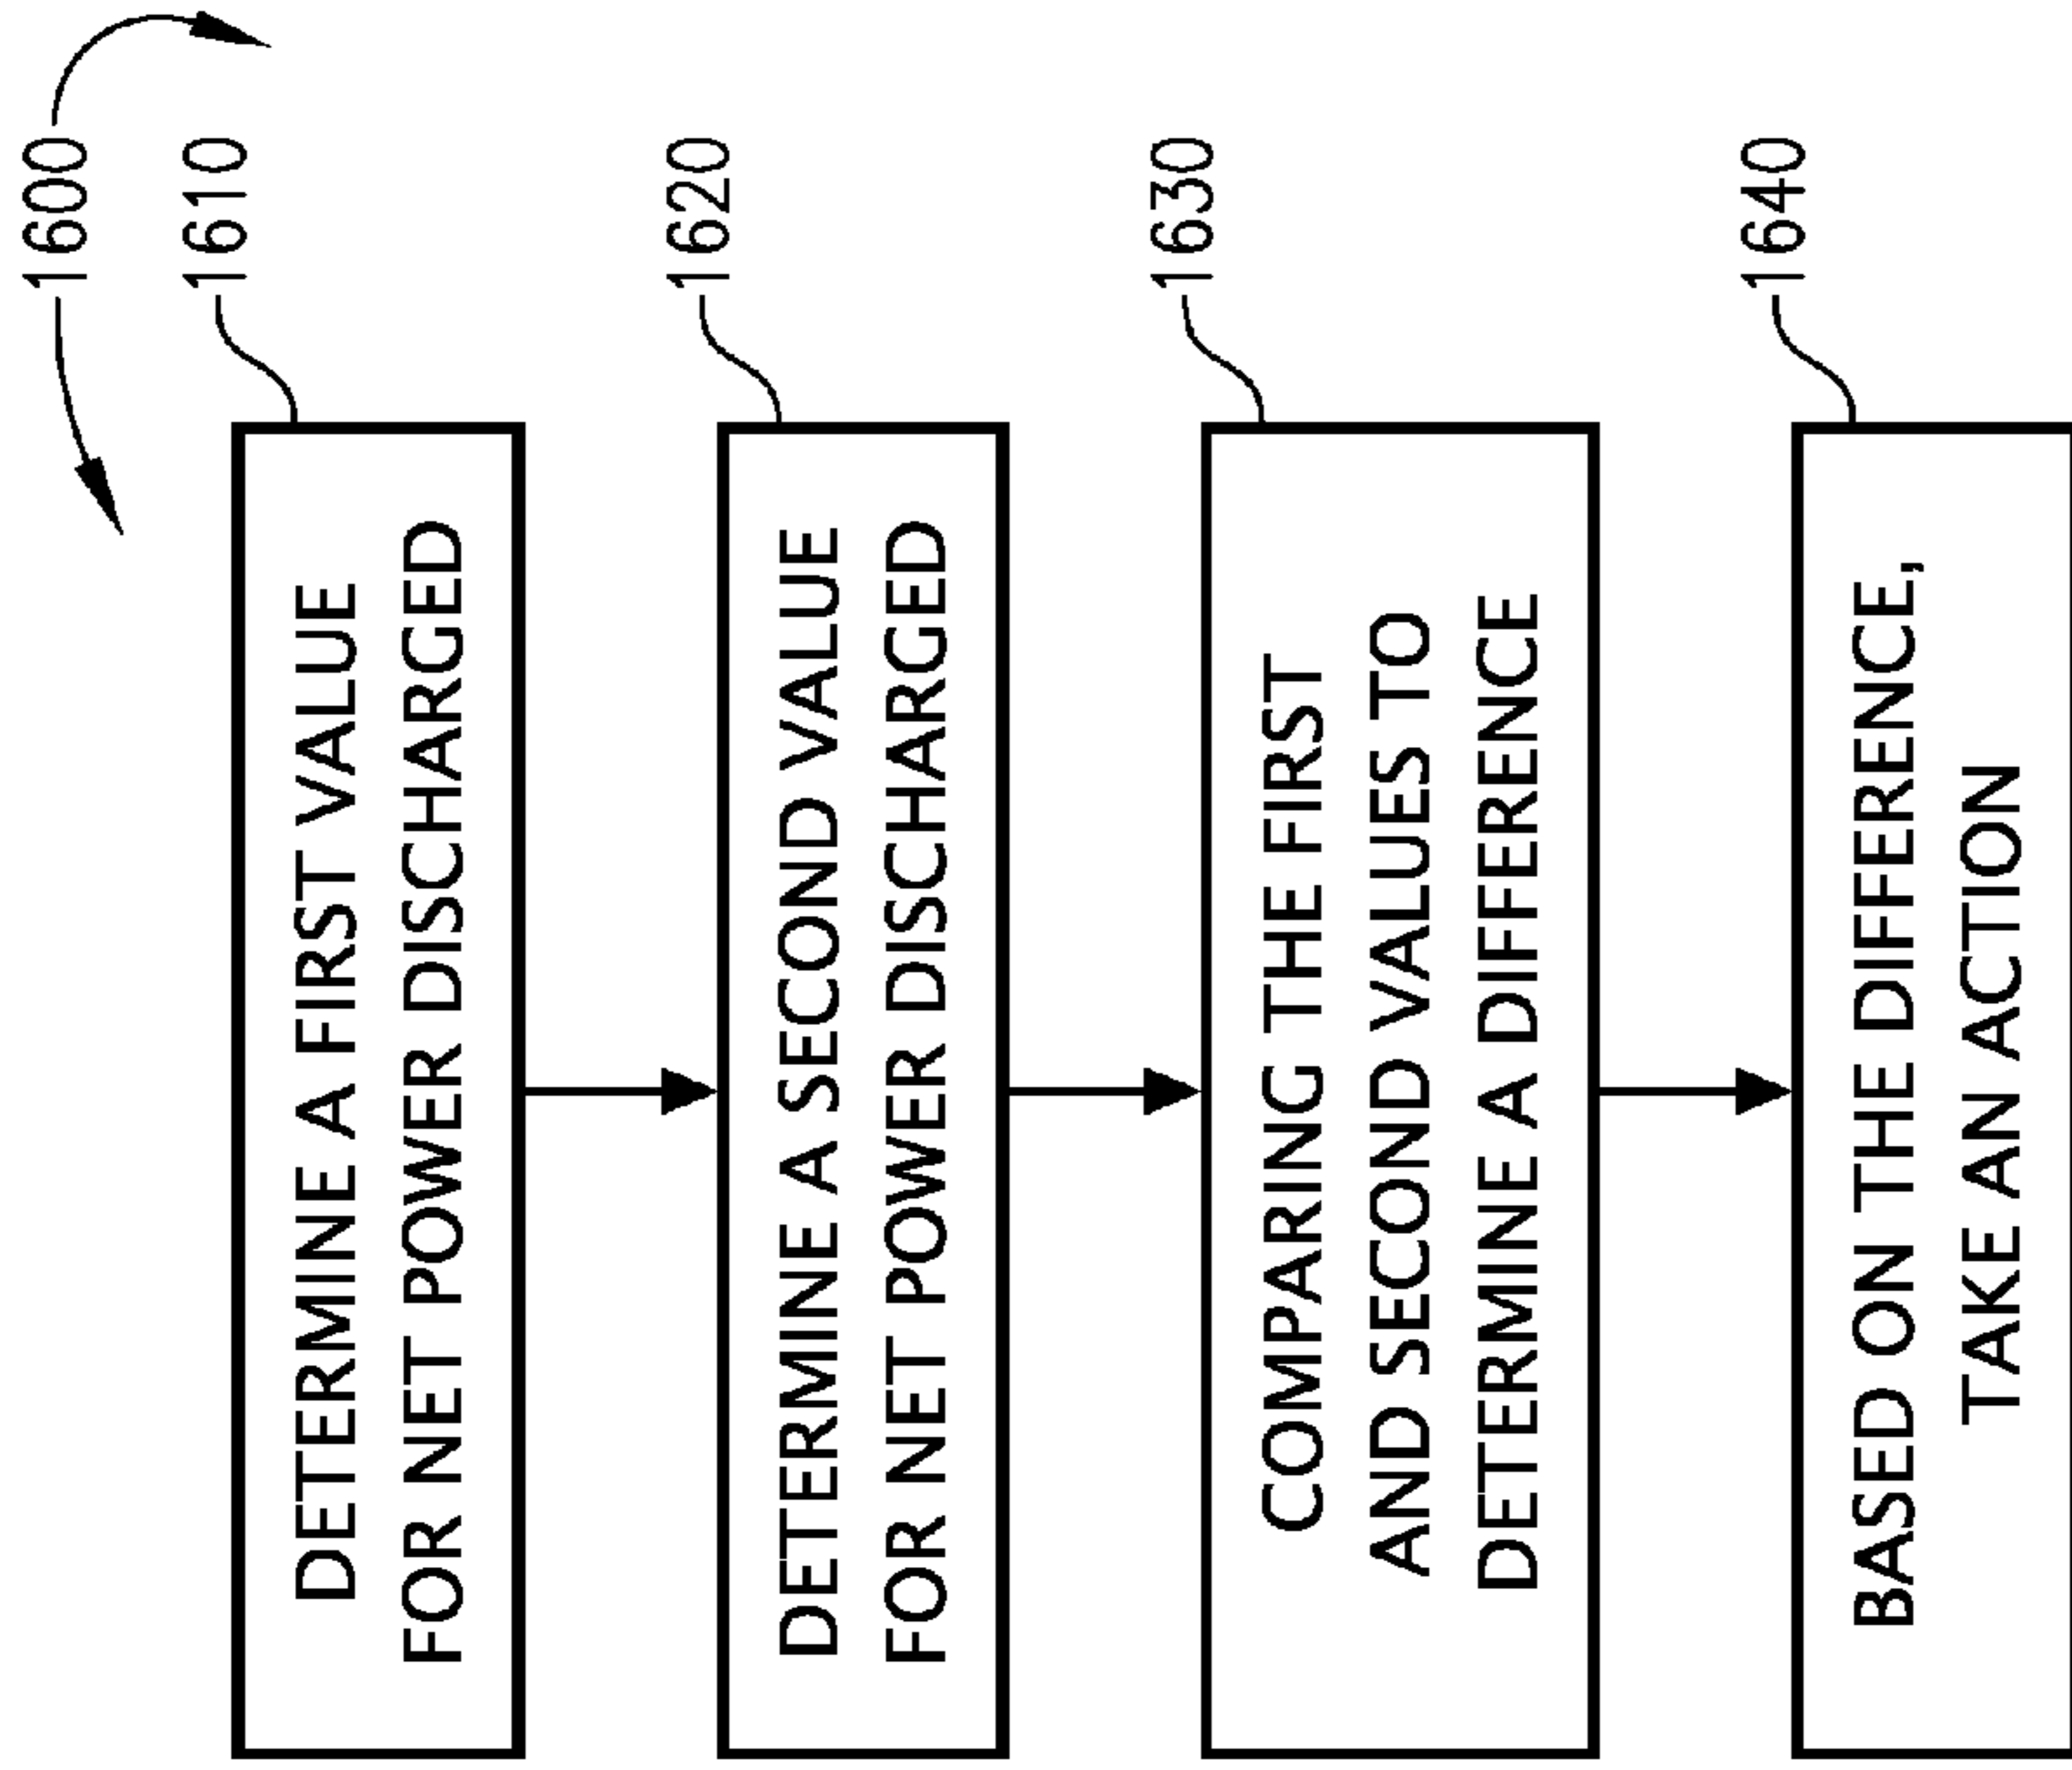 1600
1610
DETERMINE A FIRST VALUE
FOR NET POWER DISCHARGED
1620
DETERMINE A SECOND VALUE
FOR NET POWER DISCHARGED
1630
COMPARING THE FIRST
AND SECOND VALUES TO
DETERMINE A DIFFERENCE
1640
BASED ON THE DIFFERENCE,
TAKE AN ACTION